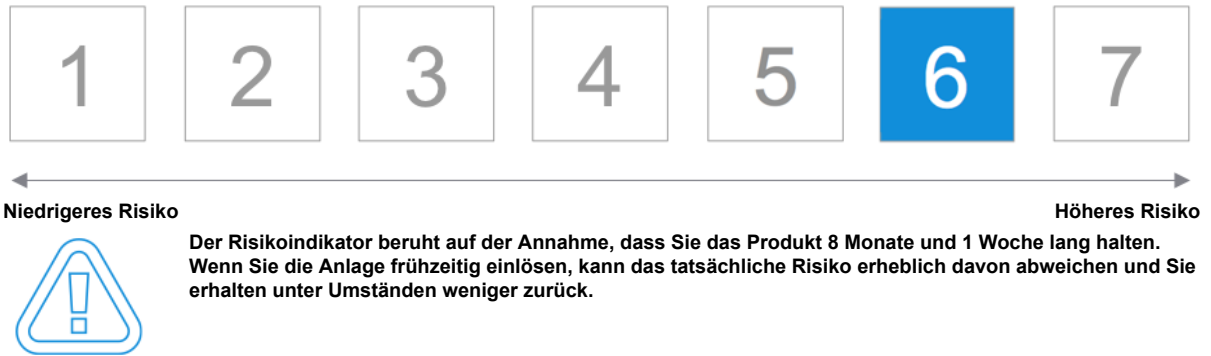 1 2 3 4 5 6 7
Niedrigeres Risiko Höheres Risiko
Der Risikoindikator beruht auf der Annahme, dass Sie das Produkt 8 Monate und 1 Woche lang halten.
Wenn Sie die Anlage frühzeitig einlösen, kann das tatsächliche Risiko erheblich davon abweichen und Sie
erhalten unter Umständen weniger zurück.